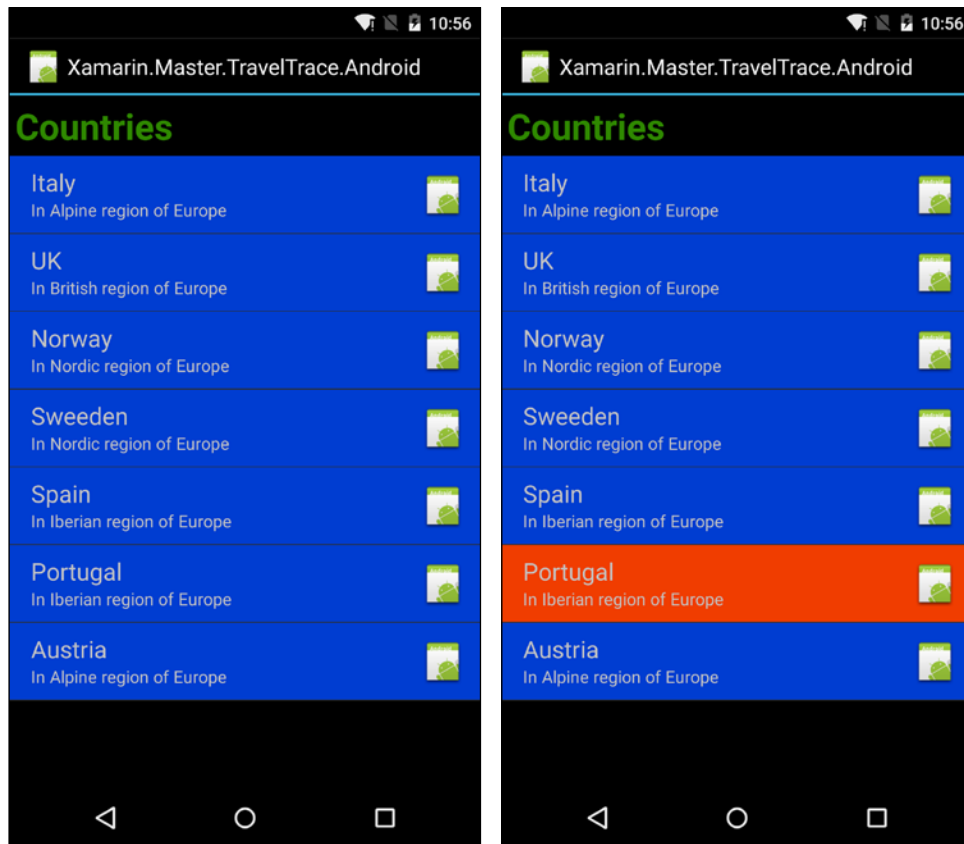 10:56
Xamarin.Master.TravelTrace.Android
Countries
Italy
In Alpine region of Europe
UK
In British region of Europe
Norway
In Nordic region of Europe
Sweeden
In Nordic region of Europe
Spain
In Iberian region of Europe
Portugal
In Iberian region of Europe
Austria
In Alpine region of Europe
10:56
Xamarin.Master.TravelTrace.Android
Countries
Italy
In Alpine region of Europe
UK
In British region of Europe
Norway
In Nordic region of Europe
Sweeden
In Nordic region of Europe
Spain
In Iberian region of Europe
Portugal
In Iberian region of Europe
Austria
In Alpine region of Europe